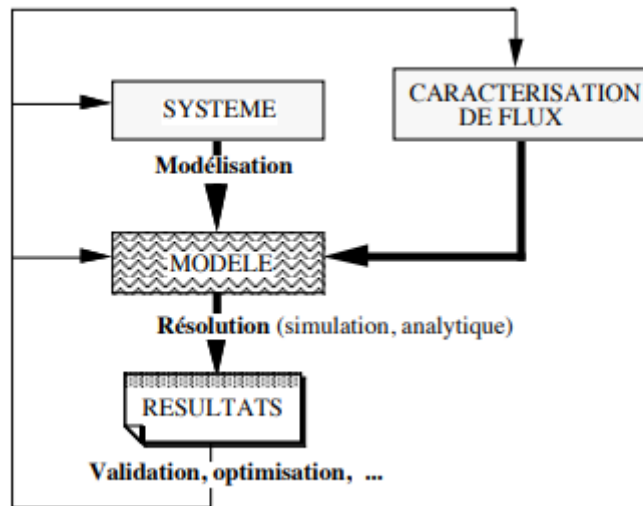 SYSTEME
CARACTERISATION
DE FLUX
Modélisation
MODELE
Résolution (simulation, analytique)
RESULTATS
Validation, optimisation, ...